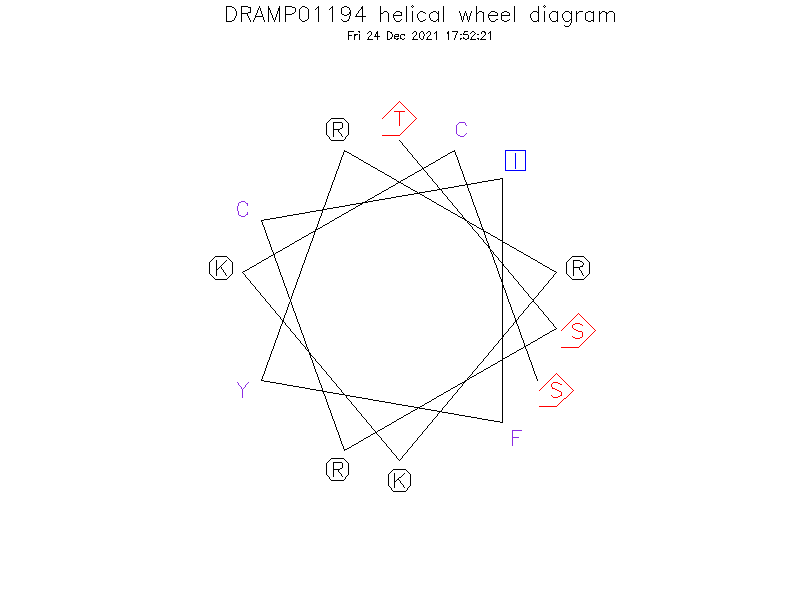 DRAMP01194 helical wheel diagram
Fri 24 Dec 2021 17:52:21
R T C
I
C
K R
S
Y S
F
R K